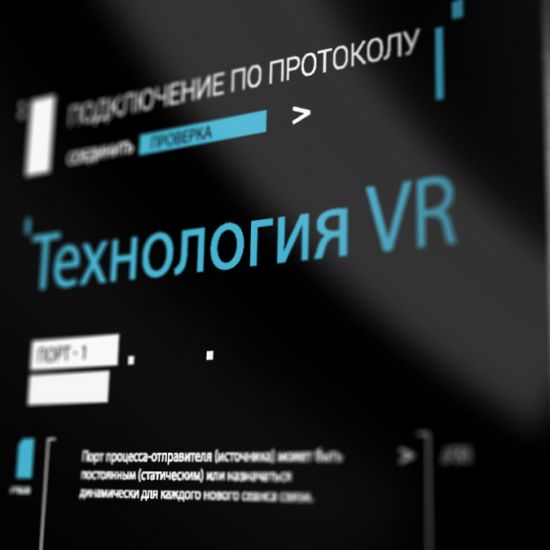 ПОДКЛЮЧЕНИЕ ПО ПРОТОКОЛУ
СОЕДИНИТЬ ПРОВЕРКА >
Технология VR
ПОРТ - 1
Порт процесса-отправителя (источника) может быть
постоянным (статическим) или назначаться
динамически для каждого нового сеанса связи.